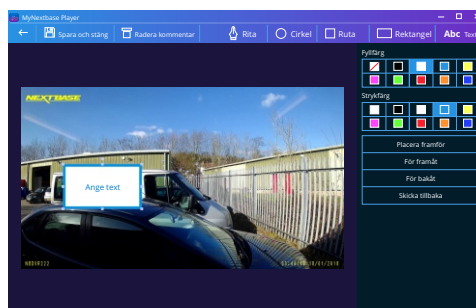 MyNextbase Player
Spara och stäng
Radera kommentar
Rita
Cirkel
Ruta
Rektangel
Abc Text
Fyllfärg
NEXTBASE
Strykfärg
Placera framför
För framåt
För bakåt
Skicka tillbaka
Ange text